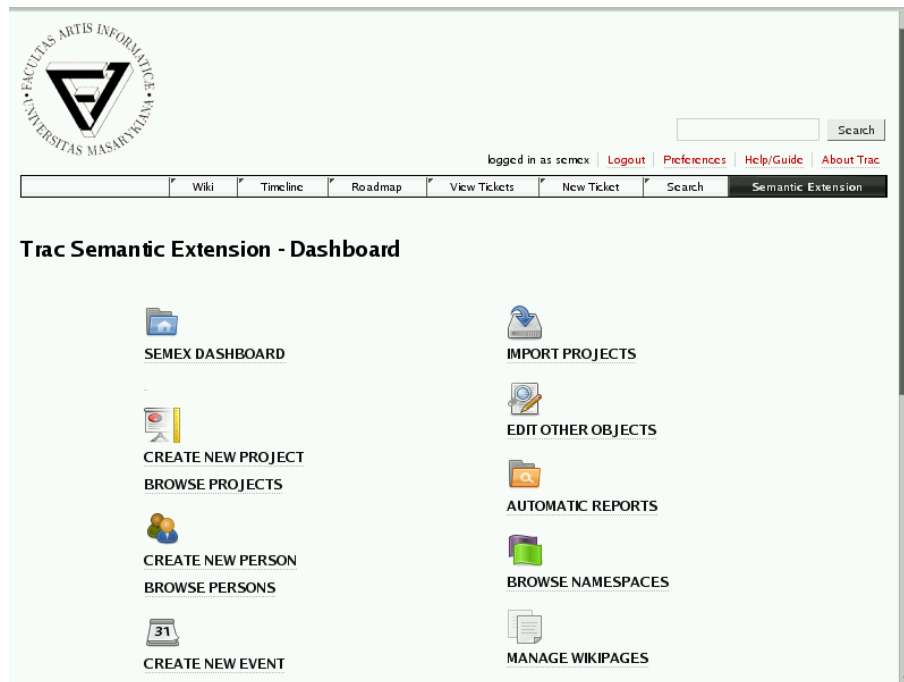 FACULTAS ARTIS INFORMATICÆ • UNIVERSITAS MASARYKIANA •
Search
logged in as semex Logout Preferences Help/Guide About Trac
Wiki Timeline Roadmap View Tickets New Ticket Search Semantic Extension
Trac Semantic Extension - Dashboard
SEMEX DASHBOARD
..
CREATE NEW PROJECT
BROWSE PROJECTS
CREATE NEW PERSON
BROWSE PERSONS
31
CREATE NEW EVENT
IMPORT PROJECTS
EDIT OTHER OBJECTS
AUTOMATIC REPORTS
BROWSE NAMESPACES
MANAGE WIKIPAGES